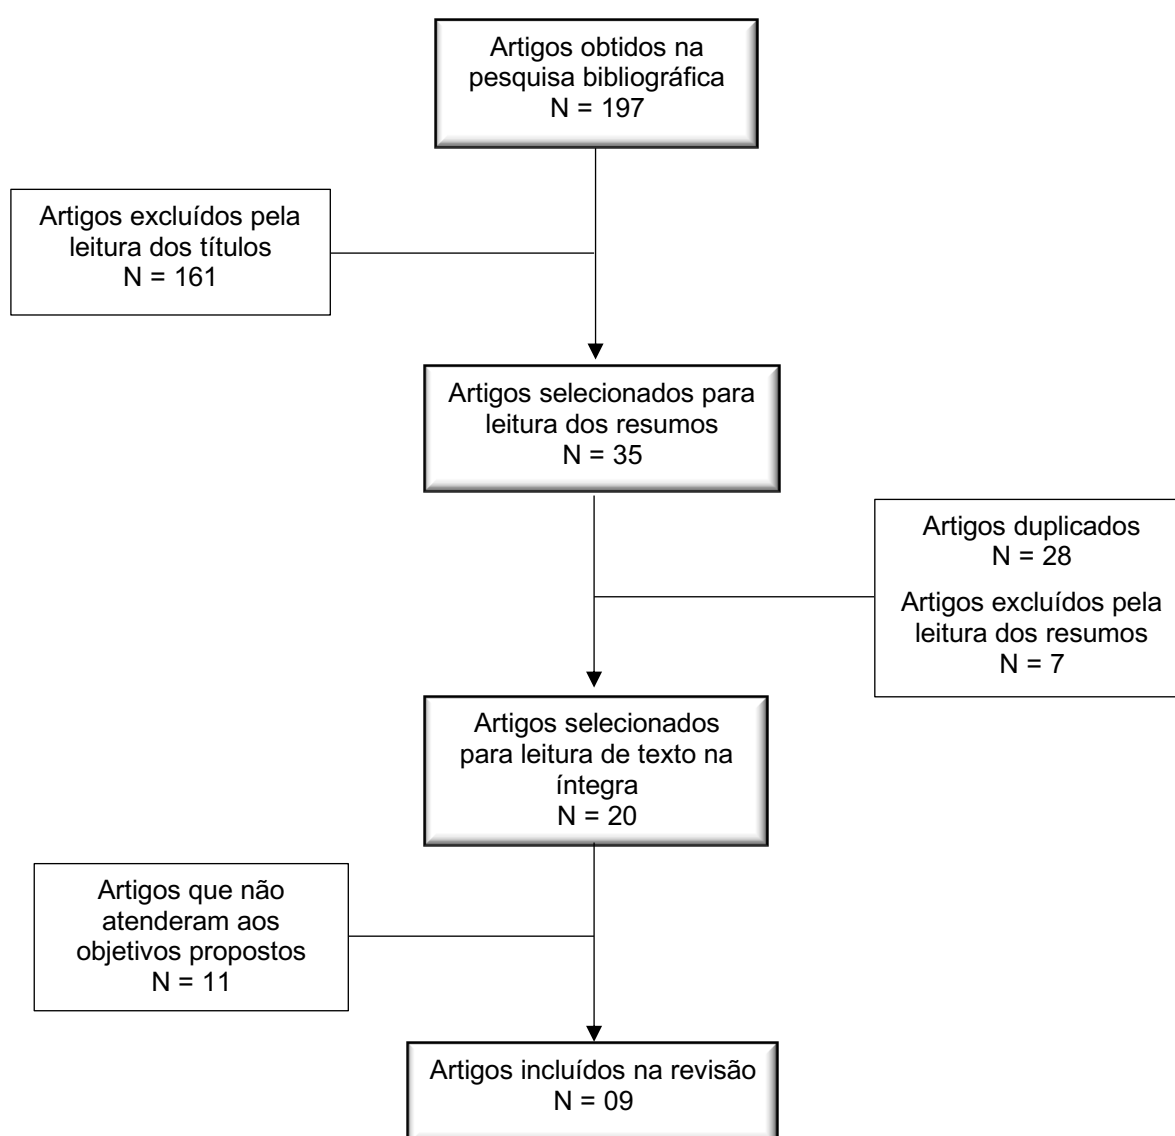 Artigos obtidos na
pesquisa bibliográfica
N = 197
Artigos excluídos pela
leitura dos títulos
N = 161
Artigos selecionados para
leitura dos resumos
N = 35
Artigos duplicados
N = 28
Artigos excluídos pela
leitura dos resumos
N = 7
Artigos selecionados
para leitura de texto na
íntegra
N = 20
Artigos que não
atenderam aos
objetivos propostos
N = 11
Artigos incluídos na revisão
N = 09